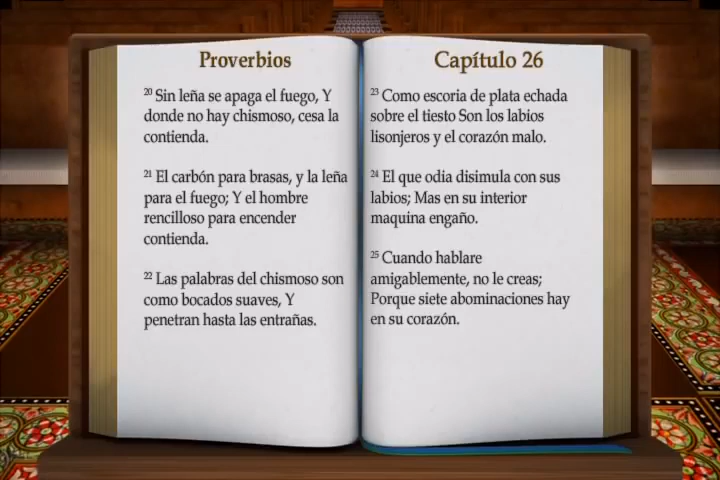 Proverbios
20 Sin leña se apaga el fuego, Y
donde no hay chismoso, cesa la
contienda.
21 El carbón para brasas, y la leña
para el fuego; Y el hombre
rencilloso para encender
contienda.
22 Las palabras del chismoso son
como bocados suaves, Y
penetran hasta las entrañas.
Capítulo 26
23 Como escoria de plata echada
sobre el tiesto Son los labios
lisonjeros y el corazón malo.
24 El que odia disimula con sus
labios; Mas en su interior
maquina engaño.
25 Cuando hablare
amigablemente, no le creas;
Porque siete abominaciones hay
en su corazón.